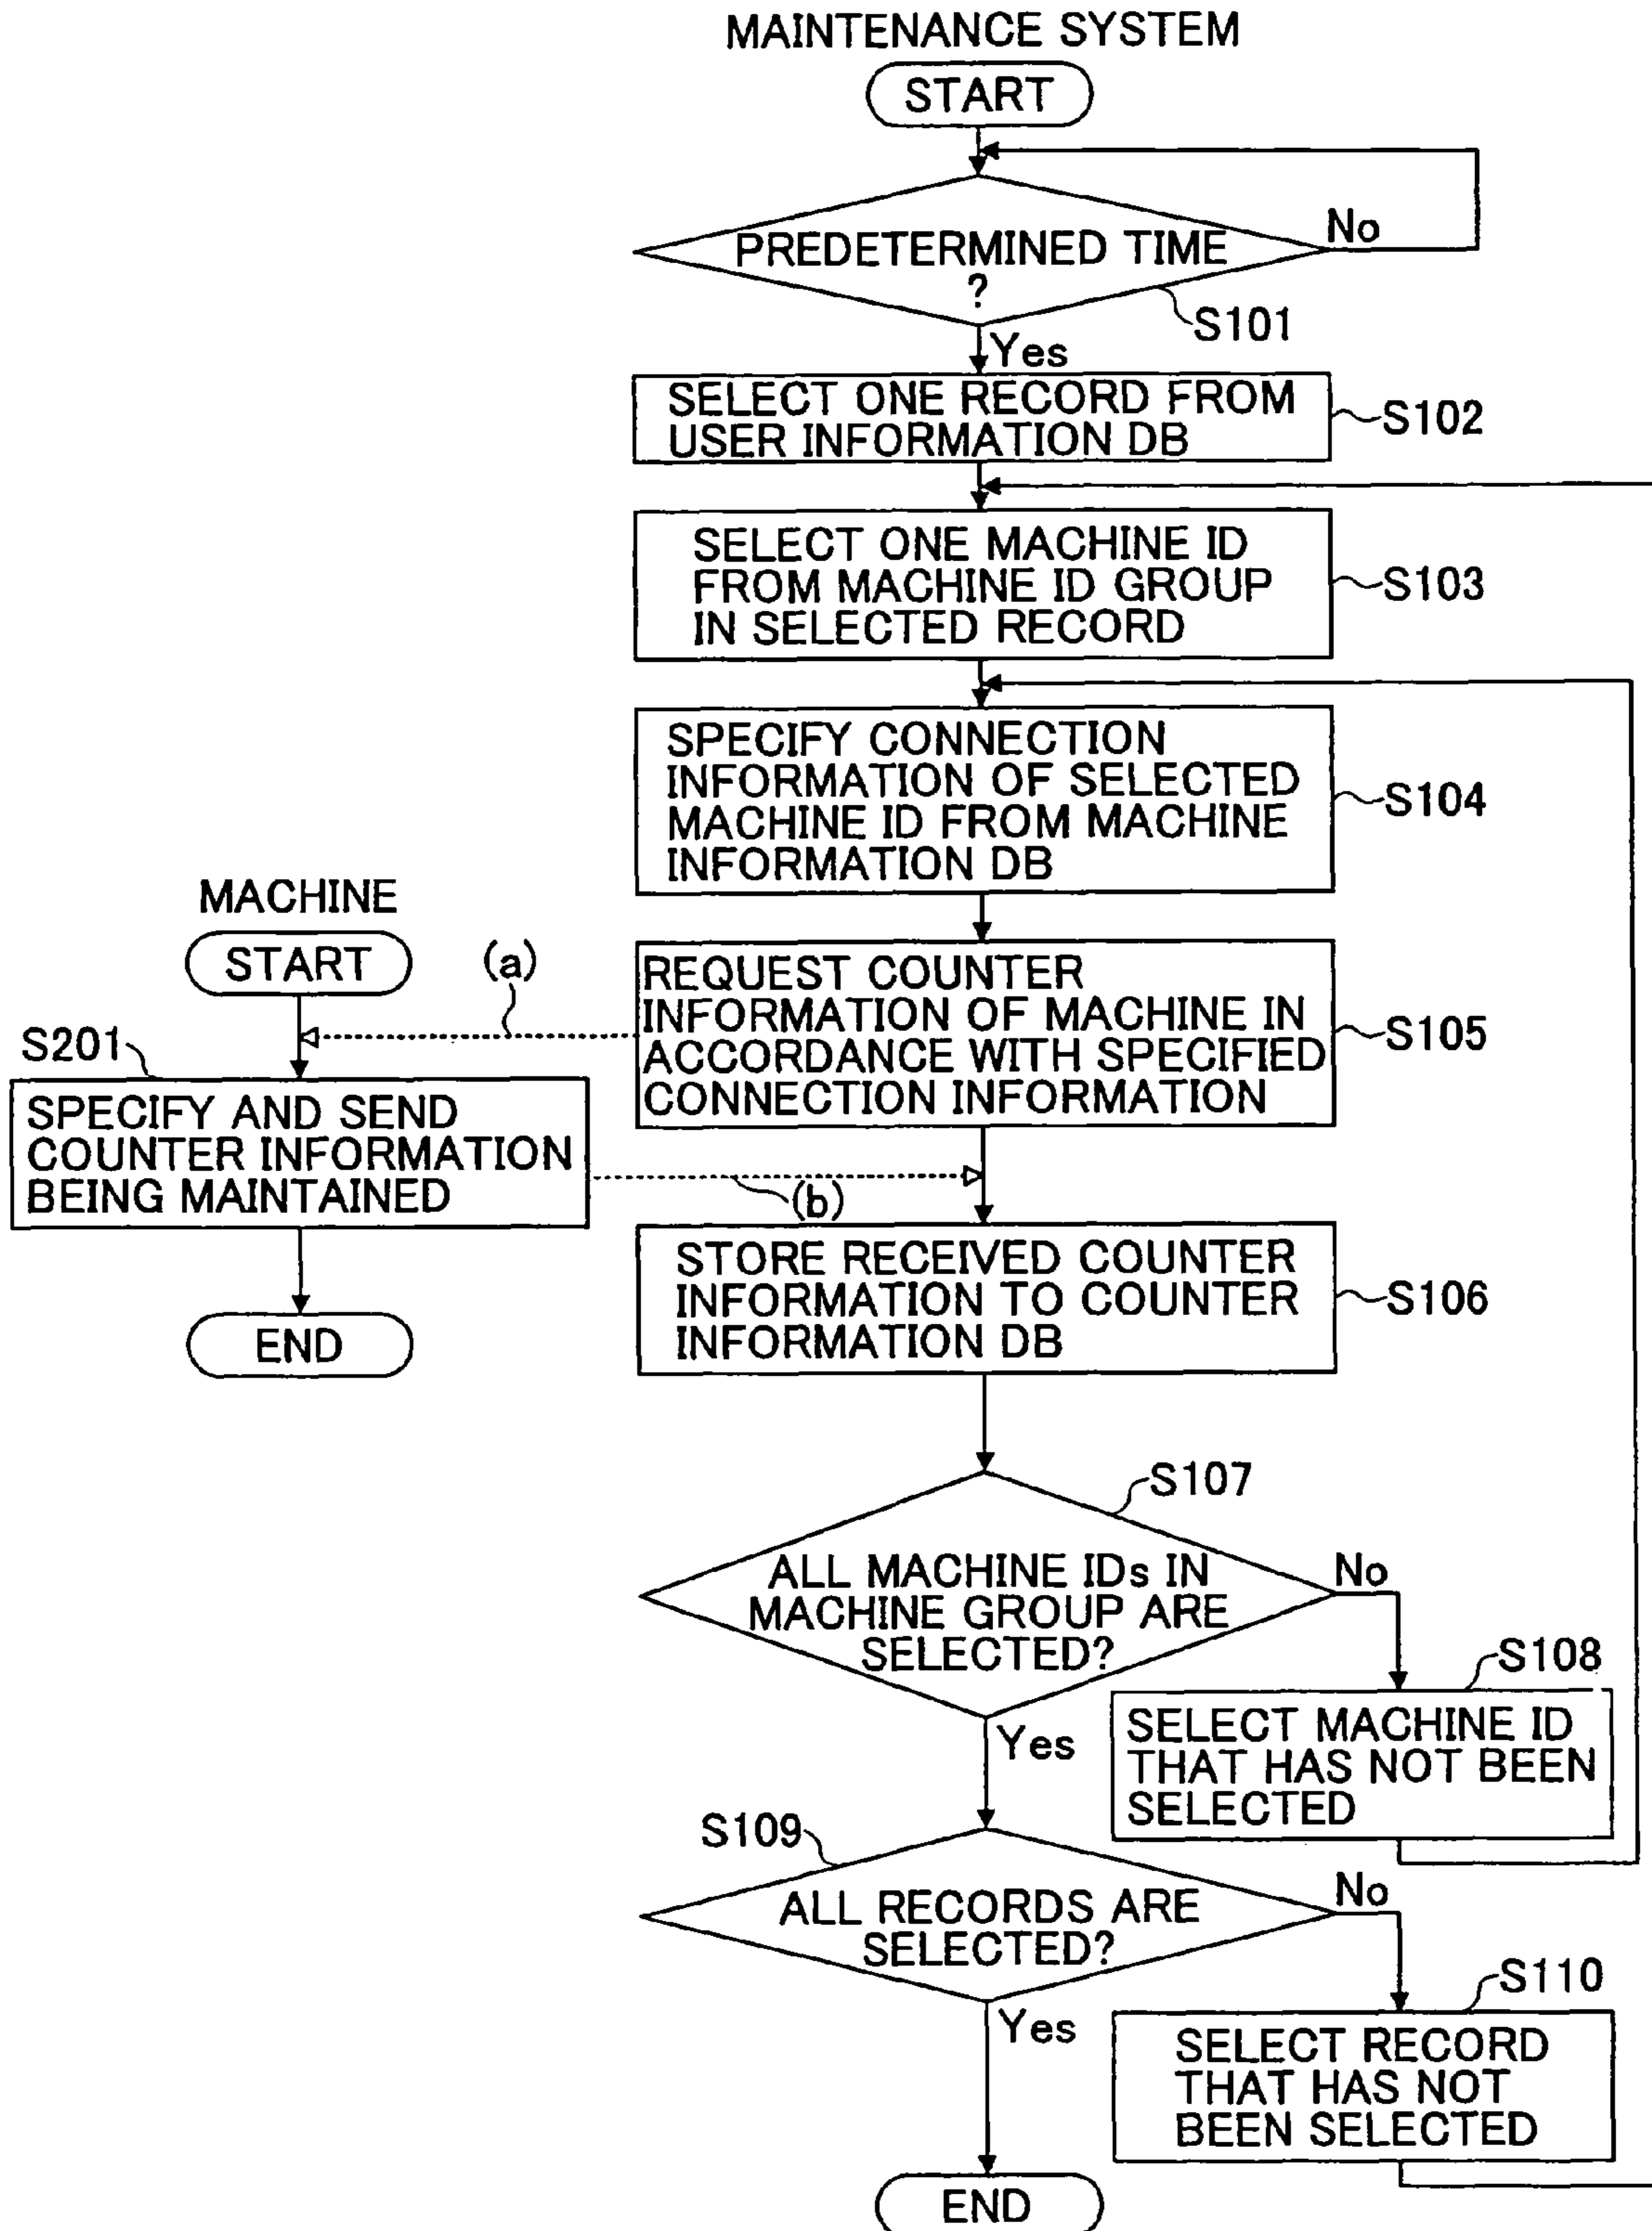 MAINTENANCE SYSTEM
START
PREDETERMINED TIME
?
No
S101
Yes
SELECT ONE RECORD FROM
USER INFORMATION DB
S102
SELECT ONE MACHINE ID
FROM MACHINE ID GROUP
IN SELECTED RECORD
S103
SPECIFY CONNECTION
INFORMATION OF SELECTED
MACHINE ID FROM MACHINE
INFORMATION DB
S104
MACHINE
START
(a)
REQUEST COUNTER
INFORMATION OF MACHINE IN
ACCORDANCE WITH SPECIFIED
CONNECTION INFORMATION
S105
S201
SPECIFY AND SEND
COUNTER INFORMATION
BEING MAINTAINED
(b)
END
STORE RECEIVED COUNTER
INFORMATION TO COUNTER
INFORMATION DB
S106
S107
ALL MACHINE IDs IN
MACHINE GROUP ARE
SELECTED?
No
Yes
S108
SELECT MACHINE ID
THAT HAS NOT BEEN
SELECTED
S109
ALL RECORDS ARE
SELECTED?
No
Yes
S110
SELECT RECORD
THAT HAS NOT
BEEN SELECTED
END